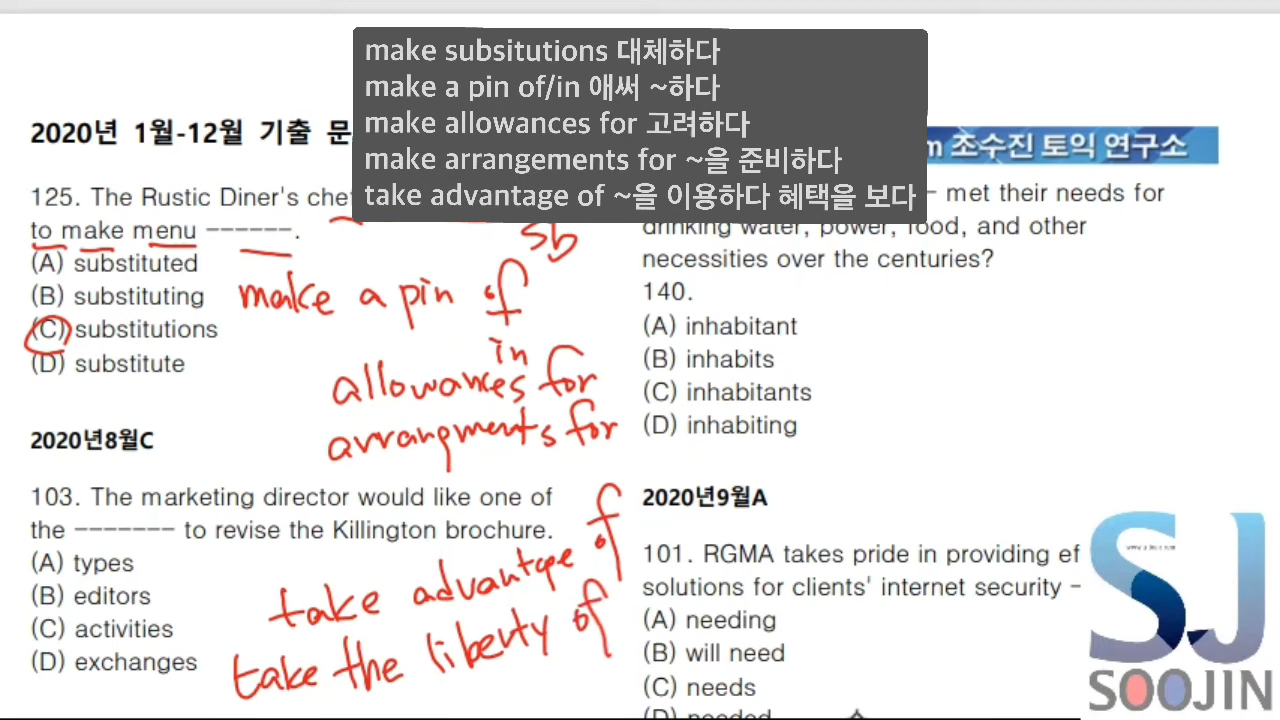 make subsitutions 대체하다
make a pin of/in 애써 ~하다
make allowances for 고려하다
make arrangements for ~을 준비하다
take advantage of ~을 이용하다 혜택을 보다
2020년 1월-12월 기출 문
m 조수진 토익 연구소
125. The Rustic Diner's chef
to make menu -------.
(A) substituted
(B) substituting
(C) substitutions
(D) substitute
sb
make a pin of
in
allowances for
arrangments for
2020년8월C
103. The marketing director would like one of
the ------- to revise the Killington brochure.
(A) types
(B) editors
(C) activities
(D) exchanges
take advantage of
take the liberty of
- met their needs for
drinking water, power, food, and other
necessities over the centuries?
140.
(A) inhabitant
(B) inhabits
(C) inhabitants
(D) inhabiting
2020년9월A
101. RGMA takes pride in providing ef
solutions for clients' internet security -
(A) needing
(B) will need
(C) needs
(D) needed
SJ
SOOJIN